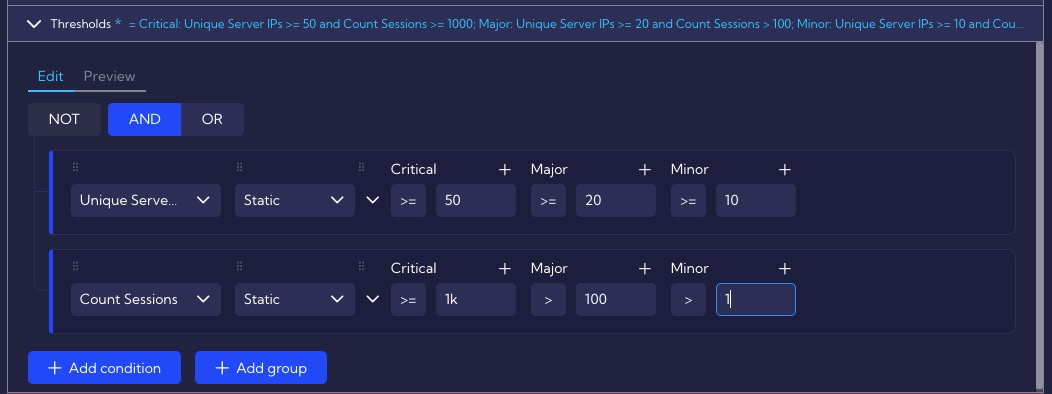 Thresholds * = Critical: Unique Server IPs >= 50 and Count Sessions >= 1000; Major: Unique Server IPs >= 20 and Count Sessions > 100; Minor: Unique Server IPs >= 10 and Cou...
Edit Preview
NOT AND OR
Critical + Major + Minor +
Unique Serve... Static >= 50 >= 20 >= 10
Critical + Major + Minor +
Count Sessions Static >= 1k > 100 > 1
+ Add condition + Add group